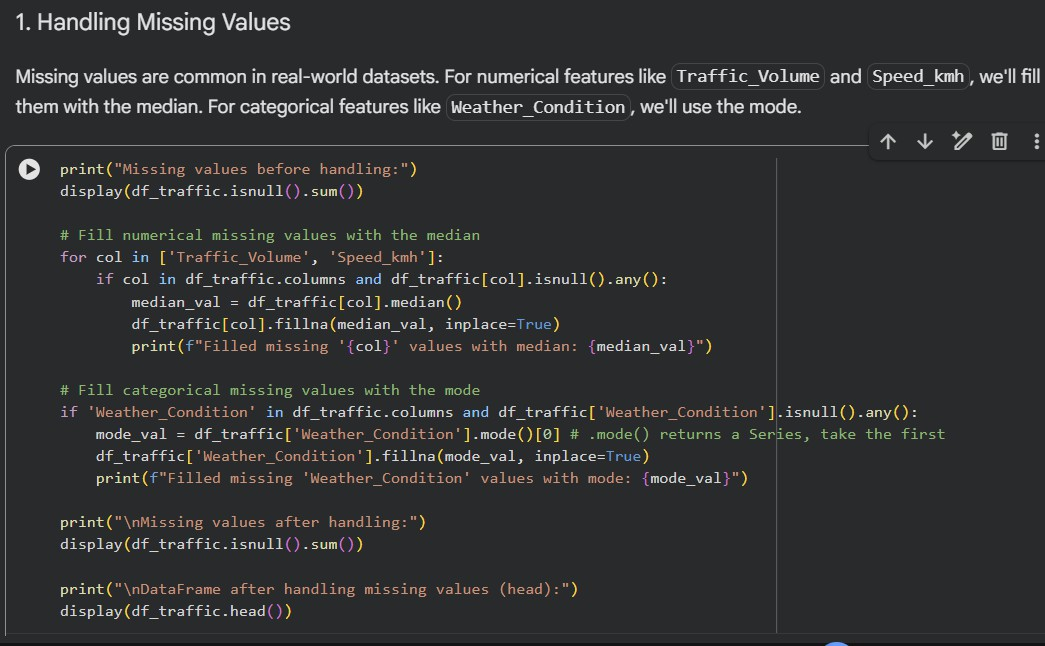 1. Handling Missing Values
Missing values are common in real-world datasets. For numerical features like Traffic_Volume and Speed_kmh, we'll fill
them with the median. For categorical features like Weather_Condition, we'll use the mode.
print("Missing values before handling:")
display(df_traffic.isnull().sum())
# Fill numerical missing values with the median
for col in ['Traffic_Volume', 'Speed_kmh']:
    if col in df_traffic.columns and df_traffic[col].isnull().any():
        median_val = df_traffic[col].median()
        df_traffic[col].fillna(median_val, inplace=True)
        print(f"Filled missing '{col}' values with median: {median_val}")
# Fill categorical missing values with the mode
if 'Weather_Condition' in df_traffic.columns and df_traffic['Weather_Condition'].isnull().any():
    mode_val = df_traffic['Weather_Condition'].mode()[0] # .mode() returns a Series, take the first
    df_traffic['Weather_Condition'].fillna(mode_val, inplace=True)
    print(f"Filled missing 'Weather_Condition' values with mode: {mode_val}")
print("\nMissing values after handling:")
display(df_traffic.isnull().sum())
print("\nDataFrame after handling missing values (head):")
display(df_traffic.head())